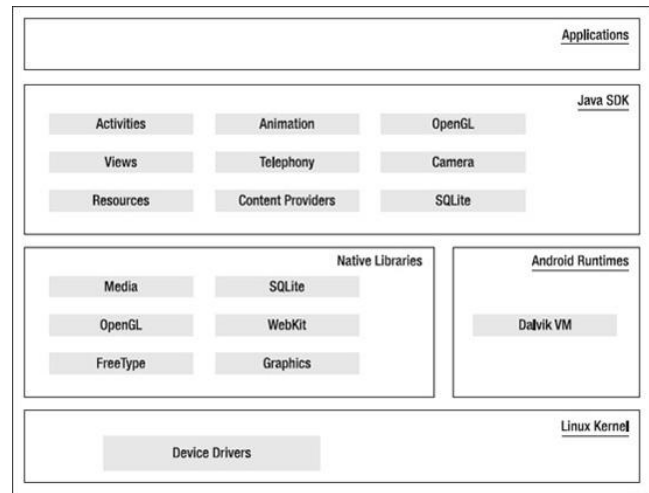 Applications
Java SDK
Activities Animation OpenGL
Views Telephony Camera
Resources Content Providers SQLite
Native Libraries
Media SQLite
OpenGL WebKit
FreeType Graphics
Android Runtimes
Dalvik VM
Linux Kernel
Device Drivers